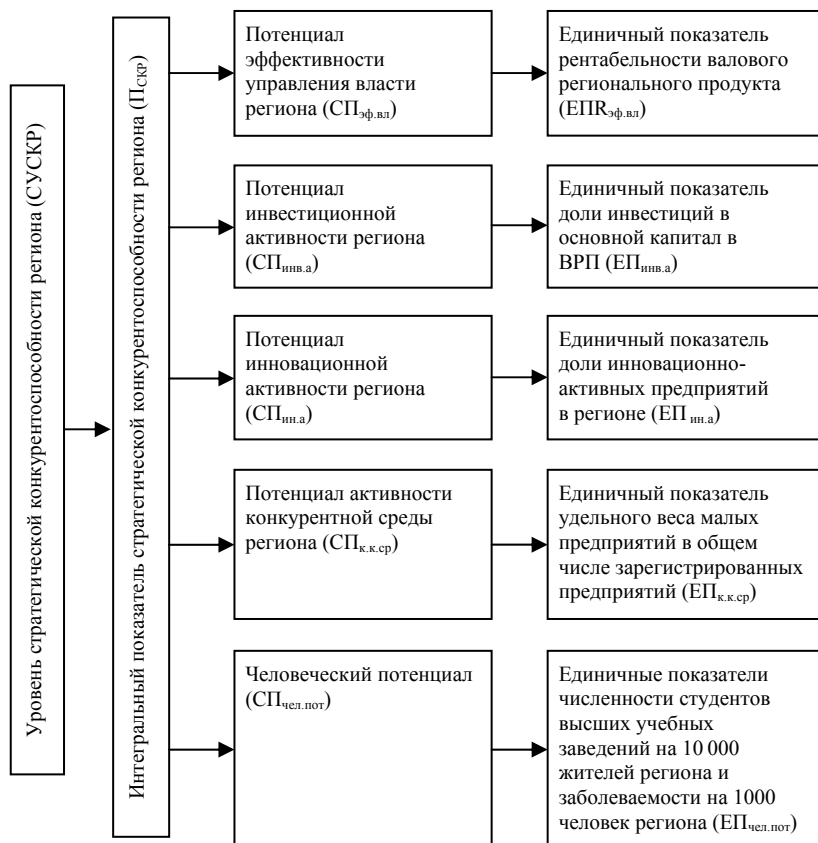 Уровень стратегической конкурентоспособности региона (СУСКР)
Интегральный показатель стратегической конкурентоспособности региона (ПСКР)
Потенциал
эффективности
управления власти
региона (СПэф.вл)
Единичный показатель
рентабельности валового
регионального продукта
(ЕПRэф.вл)
Потенциал
инвестиционной
активности региона
(СПинв.а)
Единичный показатель
доли инвестиций в
основной капитал в
ВРП (ЕПинв.а)
Потенциал
инновационной
активности региона
(СПин.а)
Единичный показатель
доли инновационно-
активных предприятий
в регионе (ЕП ин.а)
Потенциал активности
конкурентной среды
региона (СПк.к.ср)
Единичный показатель
удельного веса малых
предприятий в общем
числе зарегистрированных
предприятий (ЕПк.к.ср)
Человеческий потенциал
(СПчел.пот)
Единичные показатели
численности студентов
высших учебных
заведений на 10 000
жителей региона и
заболеваемости на 1000
человек региона (ЕПчел.пот)